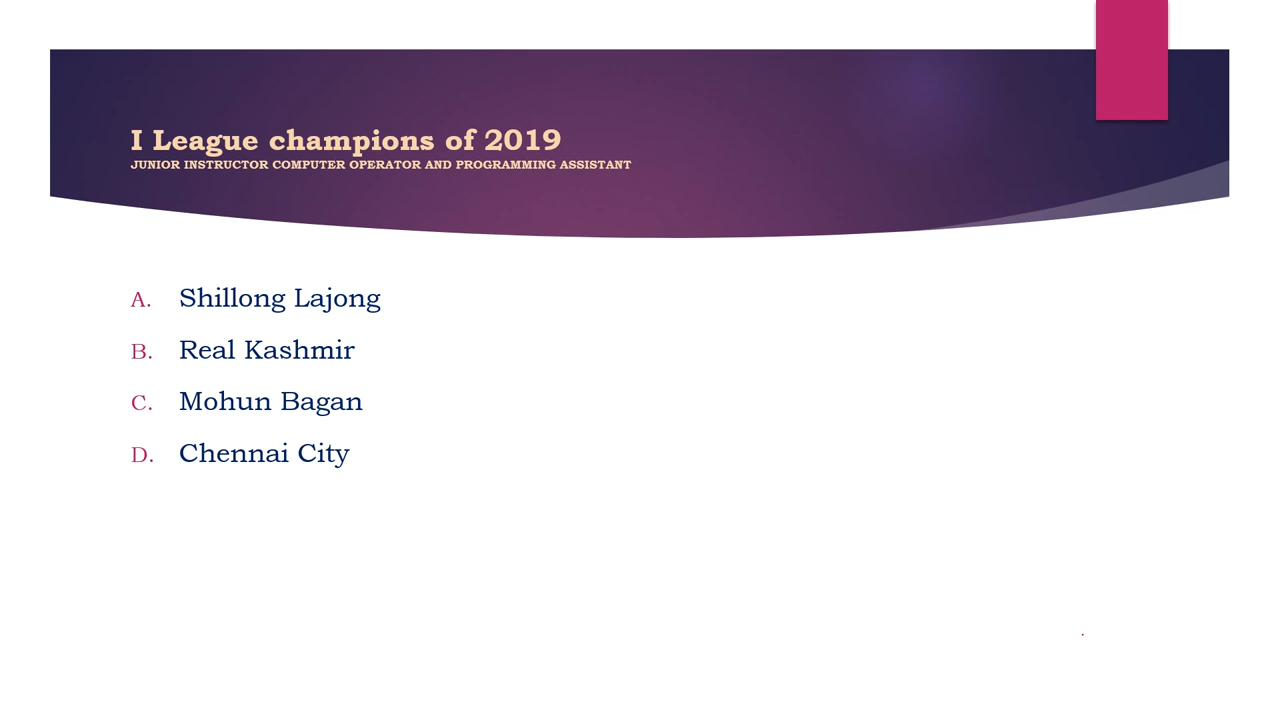 I League champions of 2019
JUNIOR INSTRUCTOR COMPUTER OPERATOR AND PROGRAMMING ASSISTANT
A. Shillong Lajong
B. Real Kashmir
C. Mohun Bagan
D. Chennai City
.